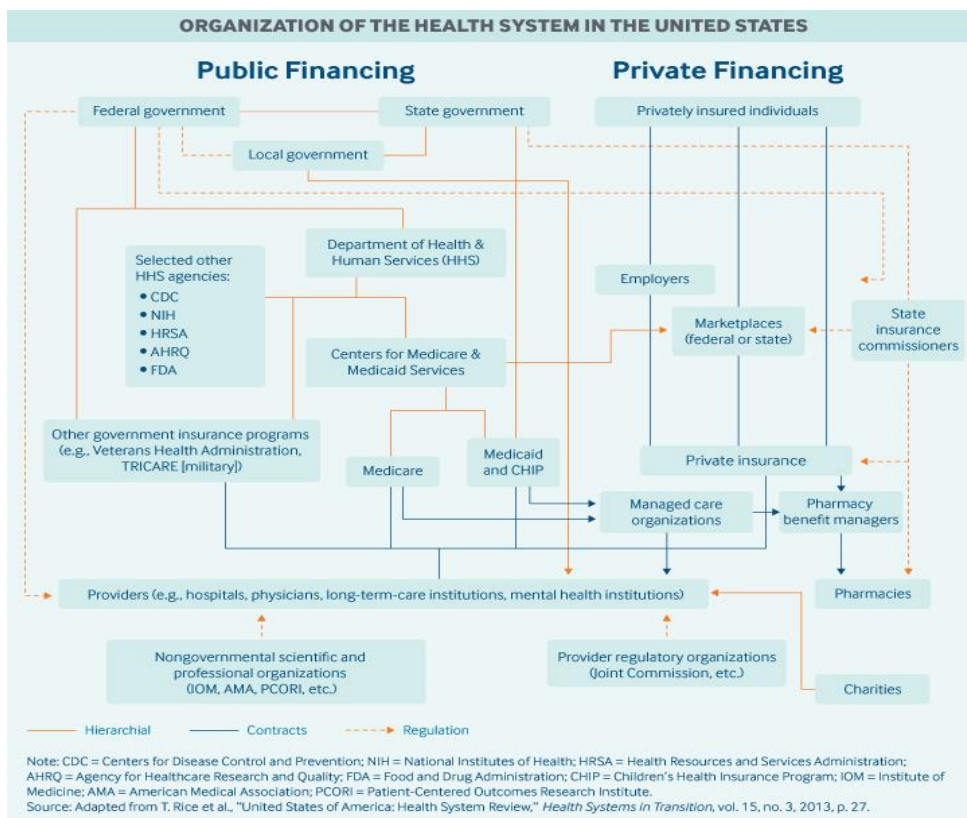 ORGANIZATION OF THE HEALTH SYSTEM IN THE UNITED STATES
Public Financing
Private Financing
Federal government
State government
Privately insured individuals
Local government
Department of Health &
Human Services (HHS)
Selected other
HHS agencies:
• CDC
• NIH
• HRSA
• AHRQ
• FDA
Employers
Marketplaces
(federal or state)
State
insurance
commissioners
Centers for Medicare &
Medicaid Services
Other government insurance programs
(e.g., Veterans Health Administration,
TRICARE [military])
Medicare
Medicaid
and CHIP
Private insurance
Managed care
organizations
Pharmacy
benefit managers
Providers (e.g., hospitals, physicians, long-term-care institutions, mental health institutions)
Pharmacies
Nongovernmental scientific and
professional organizations
(IOM, AMA, PCORI, etc.)
Provider regulatory organizations
(Joint Commission, etc.)
Charities
Hierarchial
Contracts
Regulation
Note: CDC = Centers for Disease Control and Prevention; NIH = National Institutes of Health; HRSA = Health Resources and Services Administration;
AHRQ = Agency for Healthcare Research and Quality; FDA = Food and Drug Administration; CHIP = Children's Health Insurance Program; IOM = Institute of
Medicine; AMA = American Medical Association; PCORI = Patient-Centered Outcomes Research Institute.
Source: Adapted from T. Rice et al., "United States of America: Health System Review," Health Systems in Transition, vol. 15, no. 3, 2013, p. 27.